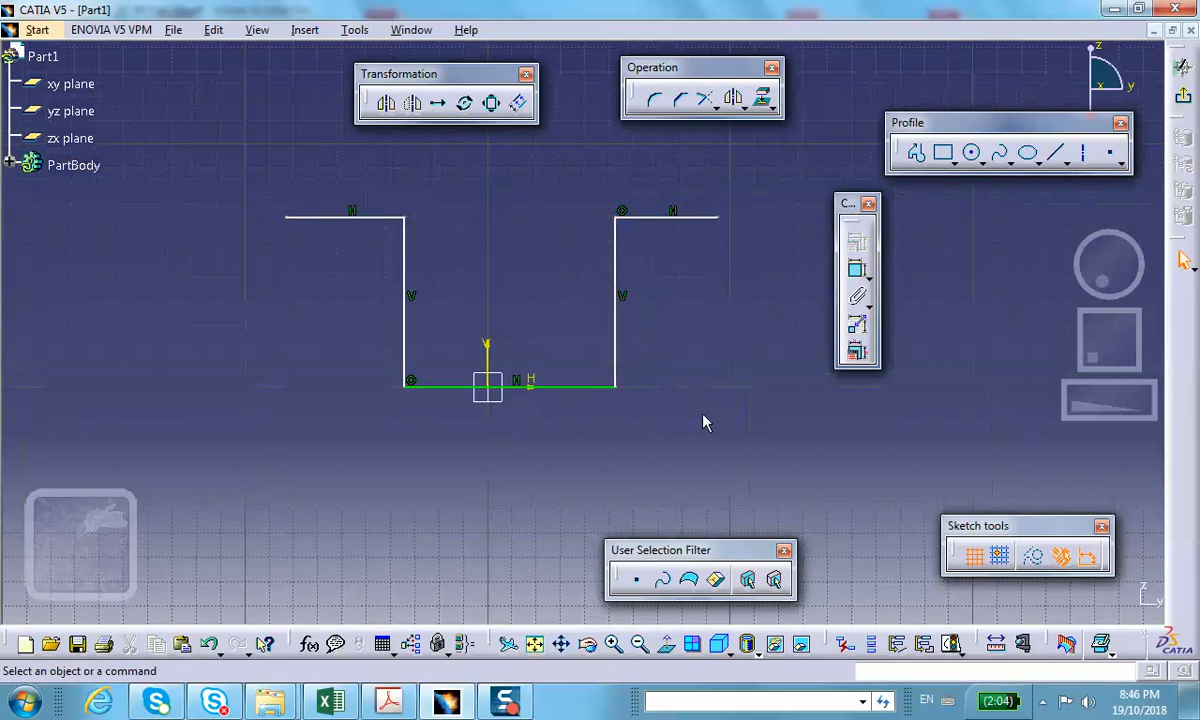 CATIA V5 - [Part1]
Start ENOVIA V5 VPM File Edit View Insert Tools Window Help
Part1
xy plane
yz plane
zx plane
PartBody
Transformation
Operation
Profile
C...
z
x
y
H
H
V
V
V
H
H
User Selection Filter
Sketch tools
z
y
f(x)
CATIA
Select an object or a command
EN
(2:04)
8:46 PM
19/10/2018